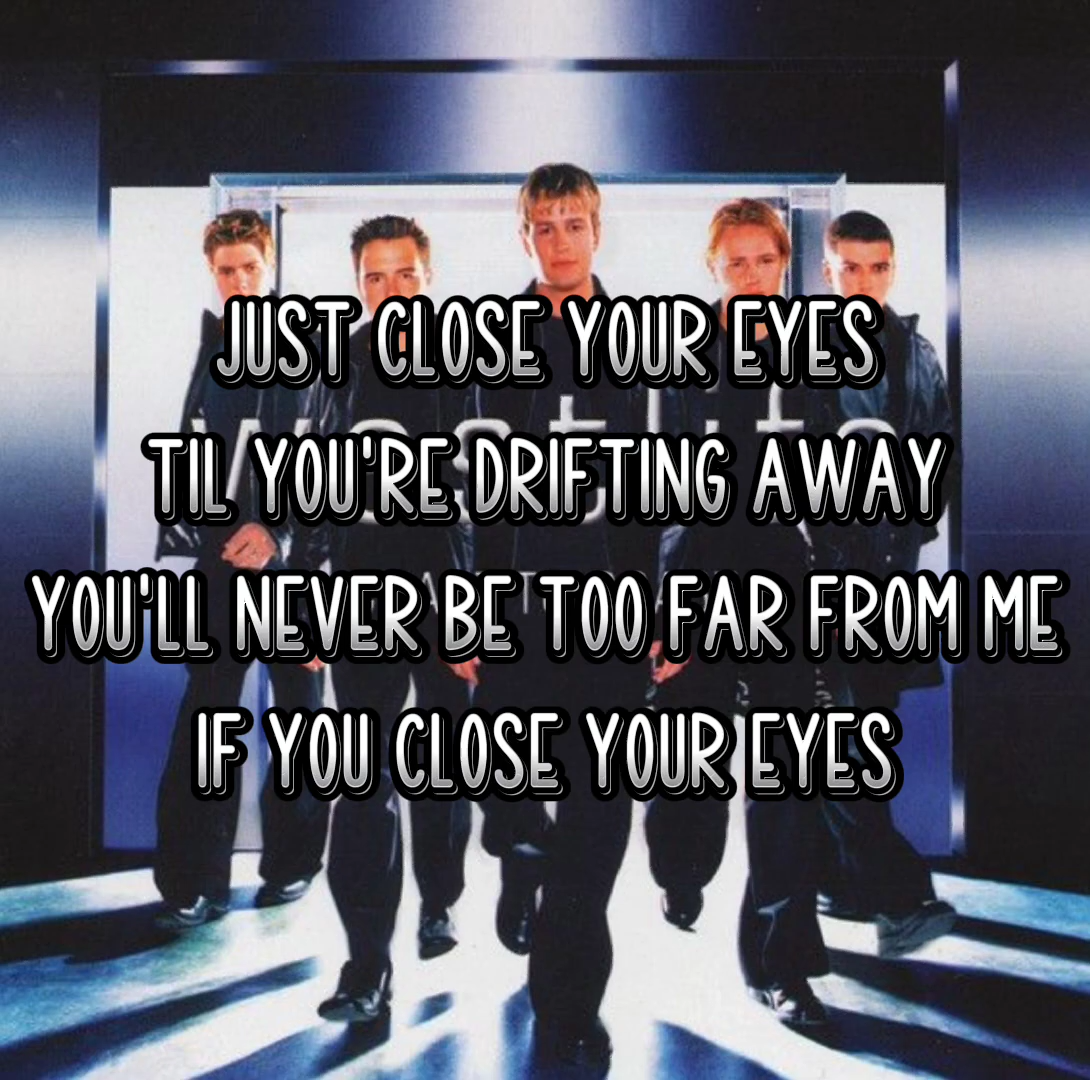 JUST CLOSE YOUR EYES
TIL YOU'RE DRIFTING AWAY
YOU'LL NEVER BE TOO FAR FROM ME
IF YOU CLOSE YOUR EYES